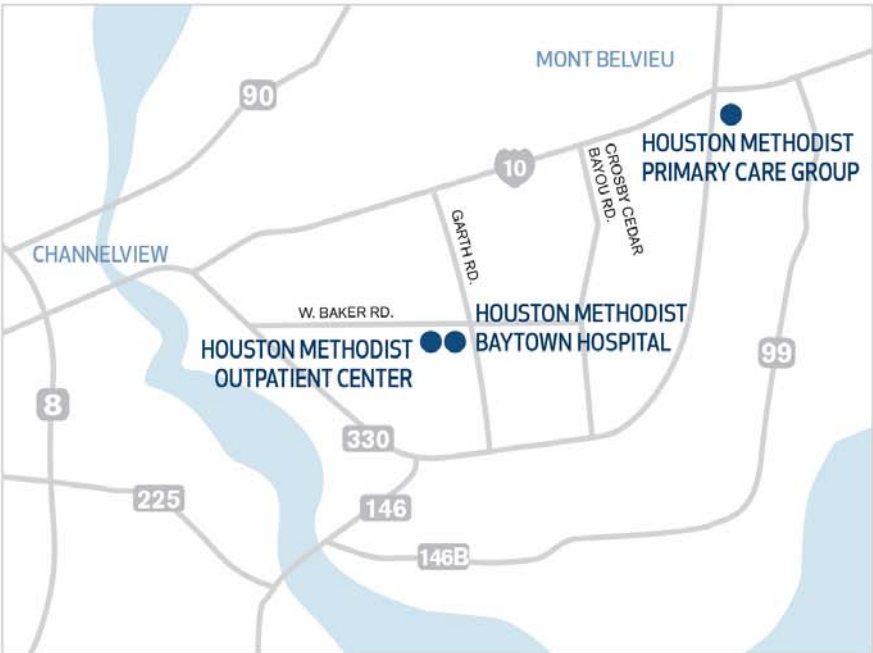 MONT BELVIEU
90
HOUSTON METHODIST
PRIMARY CARE GROUP
10
CROSBY CEDAR
BAYOU RD.
GARTH RD.
CHANNELVIEW
W. BAKER RD.
HOUSTON METHODIST
BAYTOWN HOSPITAL
HOUSTON METHODIST
OUTPATIENT CENTER
99
8
330
225
146
146B